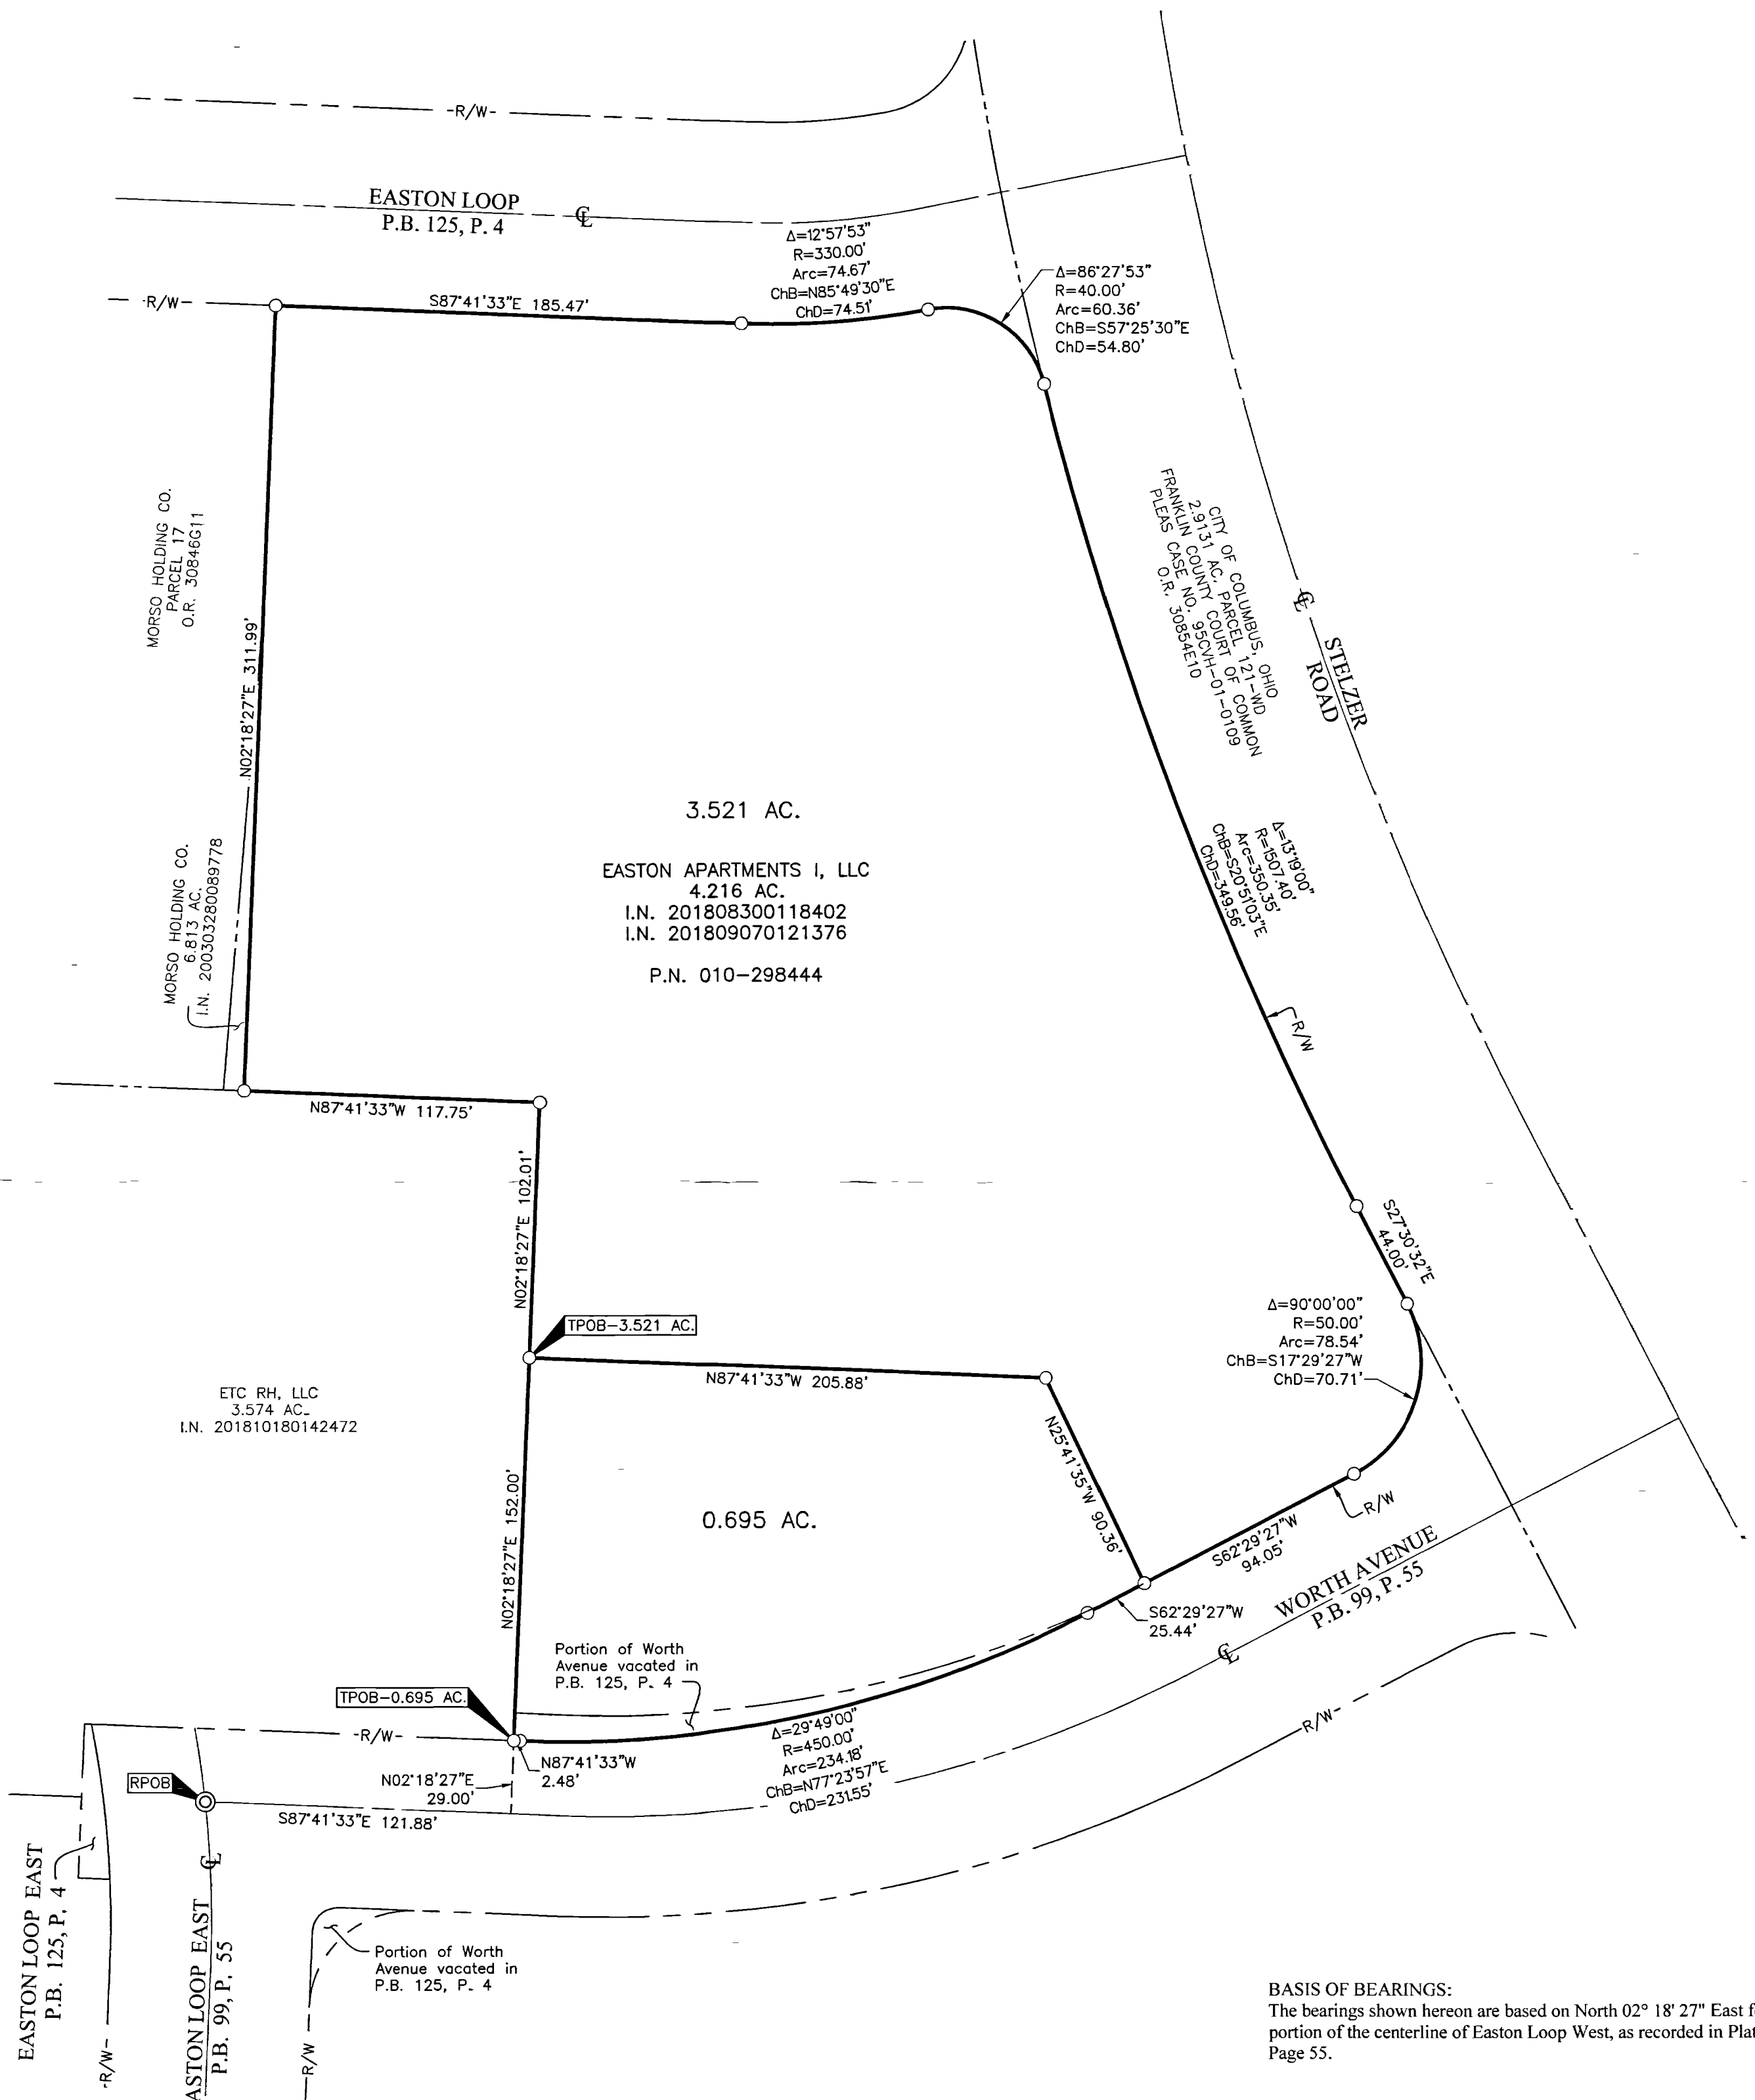 -R/W-
EASTON LOOP
P.B. 125, P. 4
℄
Δ=12°57'53"
R=330.00'
Arc=74.67'
ChB=N85°49'30"E
ChD=74.51'
Δ=86°27'53"
R=40.00'
Arc=60.36'
ChB=S57°25'30"E
ChD=54.80'
-R/W-
S87°41'33"E 185.47'
MORSO HOLDING CO.
PARCEL 17
O.R. 30846G11
N02°18'27"E 311.99'
CITY OF COLUMBUS, OHIO
2.9131 AC. PARCEL 121-WD
FRANKLIN COUNTY COURT OF COMMON
PLEAS CASE NO. 95CVH-01-0109
O.R. 30854E10
℄
STELZER
ROAD
3.521 AC.
EASTON APARTMENTS I, LLC
4.216 AC.
I.N. 201808300118402
I.N. 201809070121376
P.N. 010-298444
MORSO HOLDING CO.
6.813 AC.
I.N. 200303280089778
Δ=13°19'00"
R=1507.40'
Arc=350.35'
ChB=S20°51'03"E
ChD=349.56'
R/W
N87°41'33"W 117.75'
N02°18'27"E 102.01'
S27°30'32"E
44.00'
TPOB-3.521 AC.
Δ=90°00'00"
R=50.00'
Arc=78.54'
ChB=S17°29'27"W
ChD=70.71'
N87°41'33"W 205.88'
ETC RH, LLC
3.574 AC.
I.N. 201810180142472
N25°41'35"W 90.36'
N02°18'27"E 152.00'
0.695 AC.
R/W
S62°29'27"W
94.05'
WORTH AVENUE
P.B. 99, P. 55
℄
S62°29'27"W
25.44'
Portion of Worth
Avenue vacated in
P.B. 125, P. 4
TPOB-0.695 AC.
-R/W-
Δ=29°49'00"
R=450.00'
Arc=234.18'
ChB=N77°23'57"E
ChD=231.55'
-R/W-
N87°41'33"W
2.48'
N02°18'27"E
29.00'
RPOB
S87°41'33"E 121.88'
℄
EASTON LOOP EAST
P.B. 125, P. 4
-R/W-
ASTON LOOP EAST
P.B. 99, P. 55
R/W
Portion of Worth
Avenue vacated in
P.B. 125, P. 4
BASIS OF BEARINGS:
The bearings shown hereon are based on North 02° 18' 27" East f
portion of the centerline of Easton Loop West, as recorded in Plat
Page 55.